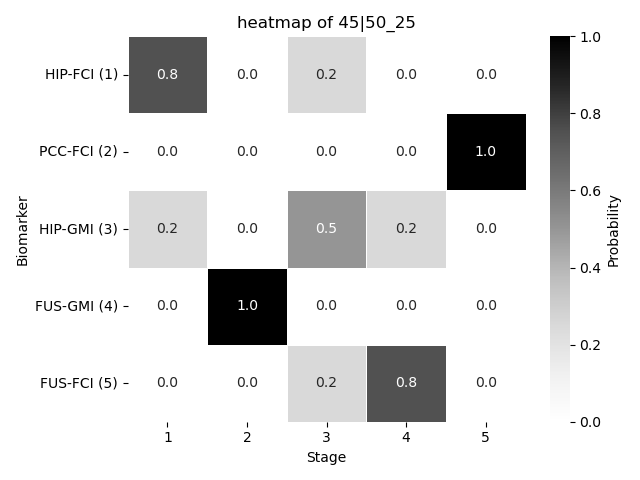 heatmap of 45|50_25
HIP-FCI (1) 0.8 0.0 0.2 0.0 0.0
PCC-FCI (2) 0.0 0.0 0.0 0.0 1.0
HIP-GMI (3) 0.2 0.0 0.5 0.2 0.0
FUS-GMI (4) 0.0 1.0 0.0 0.0 0.0
FUS-FCI (5) 0.0 0.0 0.2 0.8 0.0
1 2 3 4 5
Stage
Biomarker
1.0
0.8
0.6
0.4
0.2
0.0
Probability